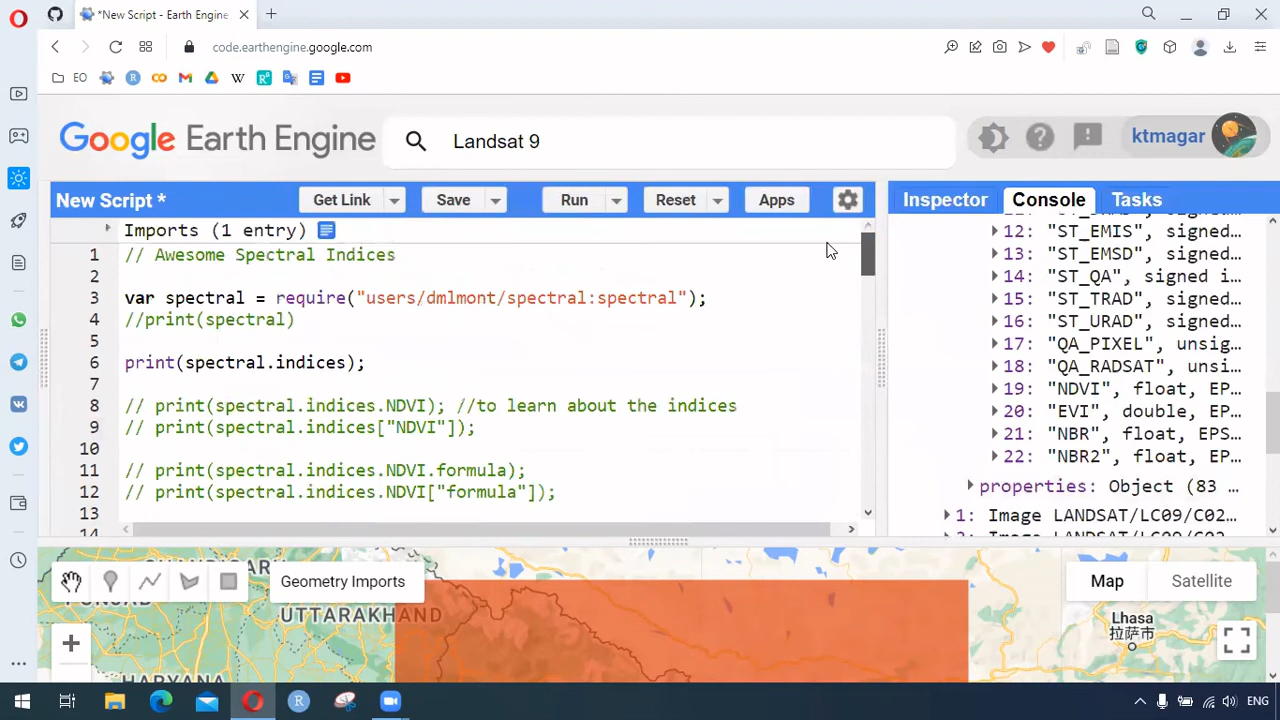 *New Script - Earth Engine
code.earthengine.google.com
EO
Google Earth Engine
Landsat 9
ktmagar
New Script *
Get Link
Save
Run
Reset
Apps
Inspector
Console
Tasks
Imports (1 entry)
1 // Awesome Spectral Indices
2
3 var spectral = require("users/dmlmont/spectral:spectral");
4 //print(spectral)
5
6 print(spectral.indices);
7
8 // print(spectral.indices.NDVI); //to learn about the indices
9 // print(spectral.indices["NDVI"]);
10
11 // print(spectral.indices.NDVI.formula);
12 // print(spectral.indices.NDVI["formula"]);
13
14
12: "ST_EMIS", signed…
13: "ST_EMSD", signed…
14: "ST_QA", signed i…
15: "ST_TRAD", signed…
16: "ST_URAD", signed…
17: "QA_PIXEL", unsig…
18: "QA_RADSAT", unsi…
19: "NDVI", float, EP…
20: "EVI", double, EP…
21: "NBR", float, EPS…
22: "NBR2", float, EP…
properties: Object (83 …
1: Image LANDSAT/LC09/C02…
Geometry Imports
UTTARAKHAND
HARYANA
Map
Satellite
Lhasa
拉萨市
ENG